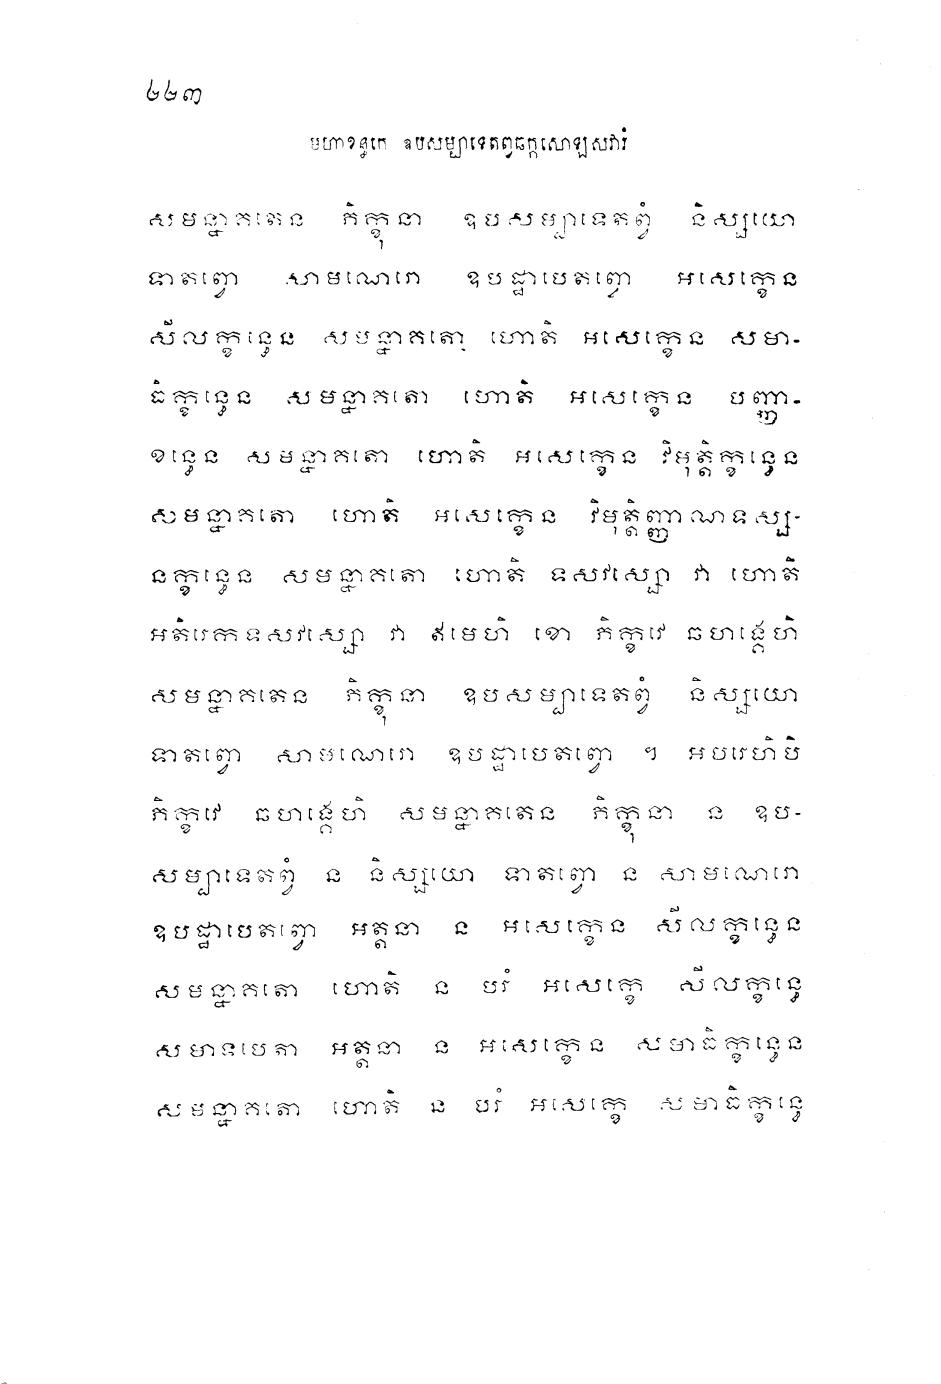 ២២៣
មហាខន្ធកេ ឧបសម្បាទេតព្វឆក្កសោឡសវារំ
សមន្នាគតេន ភិក្ខុនា ឧបសម្បាទេតព្វំ និស្សយោ
ទាតព្វោ សាមណេរោ ឧបដ្ឋាបេតព្វោ អសេក្ខេន
សីលក្ខន្ធេន សមន្នាគតោ ហោតិ អសេក្ខេន សមា-
ធិក្ខន្ធេន សមន្នាគតោ ហោតិ អសេក្ខេន បញ្ញា-
ខន្ធេន សមន្នាគតោ ហោតិ អសេក្ខេន វិមុត្តិក្ខន្ធេន
សមន្នាគតោ ហោតិ អសេក្ខេន វិមុត្តិញ្ញាណទស្ស-
នក្ខន្ធេន សមន្នាគតោ ហោតិ ទសវស្សោ វា ហោតិ
អតិរេកទសវស្សោ វា ឥមេហិ ខោ ភិក្ខវេ ឆហង្គេហិ
សមន្នាគតេន ភិក្ខុនា ឧបសម្បាទេតព្វំ និស្សយោ
ទាតព្វោ សាមណេរោ ឧបដ្ឋាបេតព្វោ ។ អបរេហិបិ
ភិក្ខវេ ឆហង្គេហិ សមន្នាគតេន ភិក្ខុនា ន ឧប-
សម្បាទេតព្វំ ន និស្សយោ ទាតព្វោ ន សាមណេរោ
ឧបដ្ឋាបេតព្វោ អត្តនា ន អសេក្ខេន សីលក្ខន្ធេន
សមន្នាគតោ ហោតិ ន បរំ អសេក្ខេ សីលក្ខន្ធេ
សមាទបេតា អត្តនា ន អសេក្ខេន សមាធិក្ខន្ធេន
សមន្នាគតោ ហោតិ ន បរំ អសេក្ខេ សមាធិក្ខន្ធេ